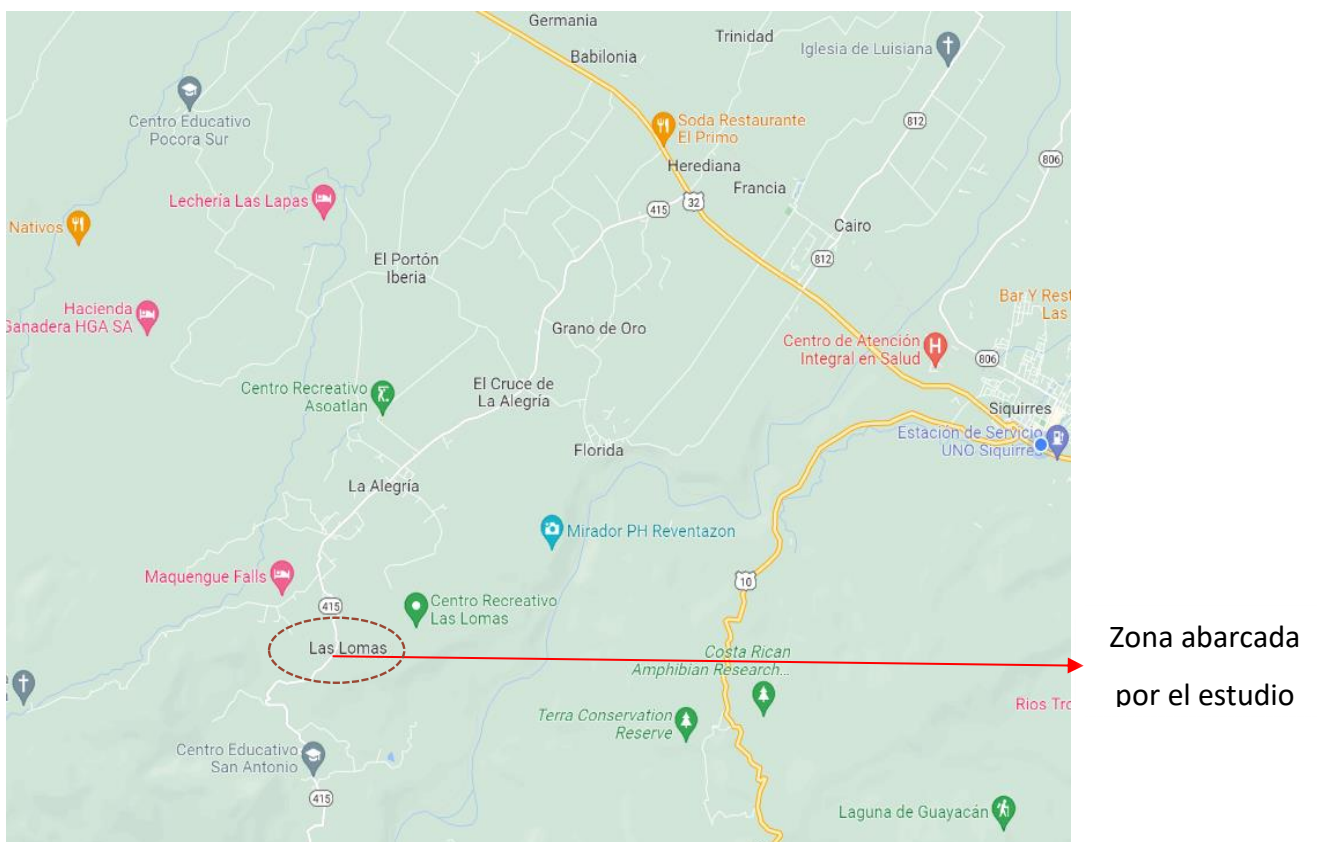 Germania
Trinidad
Iglesia de Luisiana
Babilonia
Centro Educativo
Pocora Sur
Soda Restaurante
El Primo
812
806
Herediana
Francia
Lechería Las Lapas
415
32
Nativos
Cairo
El Portón
Iberia
812
Hacienda
Ganadera HGA SA
Bar Y Rest
Las
Grano de Oro
Centro de Atención
Integral en Salud
806
Centro Recreativo
Asoatlan
El Cruce de
La Alegría
Siquirres
Estación de Servicio
UNO Siquirres
Florida
La Alegría
Mirador PH Reventazon
Maquengue Falls
10
415
Centro Recreativo
Las Lomas
Las Lomas
Costa Rican
Amphibian Research...
Zona abarcada
por el estudio
Rios Tro
Terra Conservation
Reserve
Centro Educativo
San Antonio
415
Laguna de Guayacán